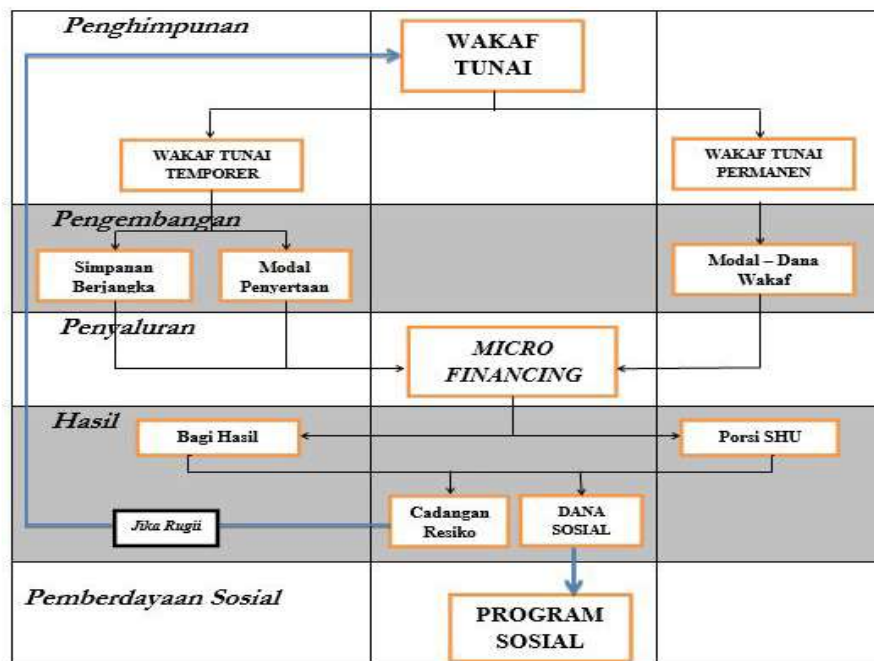 Penghimpunan
WAKAF
TUNAI
WAKAF TUNAI
TEMPORER
WAKAF TUNAI
PERMANEN
Pengembangan
Simpanan
Berjangka
Modal
Penyertaan
Modal – Dana
Wakaf
Penyaluran
MICRO
FINANCING
Hasil
Bagi Hasil
Porsi SHU
Jika Rugii
Cadangan
Resiko
DANA
SOSIAL
Pemberdayaan Sosial
PROGRAM
SOSIAL